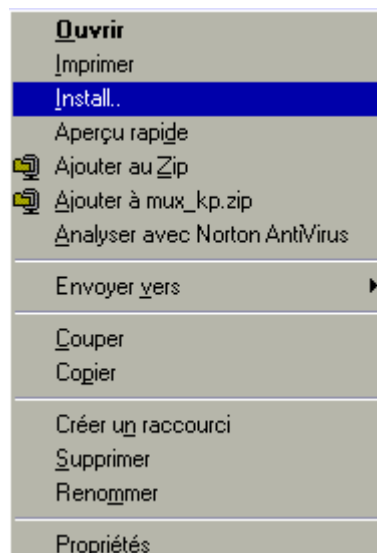 Ouvrir
Imprimer
Install..
Aperçu rapide
Ajouter au Zip
Ajouter à mux_kp.zip
Analyser avec Norton AntiVirus
Envoyer vers
Couper
Copier
Créer un raccourci
Supprimer
Renommer
Propriétés